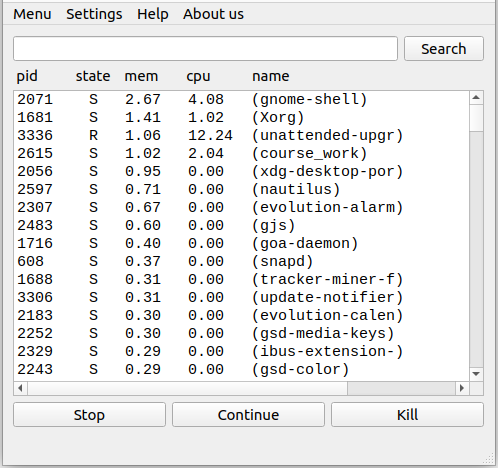 Menu Settings Help About us
Search
pid state mem cpu name
2071 S 2.67 4.08 (gnome-shell)
1681 S 1.41 1.02 (Xorg)
3336 R 1.06 12.24 (unattended-upgr)
2615 S 1.02 2.04 (course_work)
2056 S 0.95 0.00 (xdg-desktop-por)
2597 S 0.71 0.00 (nautilus)
2307 S 0.67 0.00 (evolution-alarm)
2483 S 0.60 0.00 (gjs)
1716 S 0.40 0.00 (goa-daemon)
608 S 0.37 0.00 (snapd)
1688 S 0.31 0.00 (tracker-miner-f)
3306 S 0.31 0.00 (update-notifier)
2183 S 0.30 0.00 (evolution-calen)
2252 S 0.30 0.00 (gsd-media-keys)
2329 S 0.29 0.00 (ibus-extension-)
2243 S 0.29 0.00 (gsd-color)
Stop Continue Kill